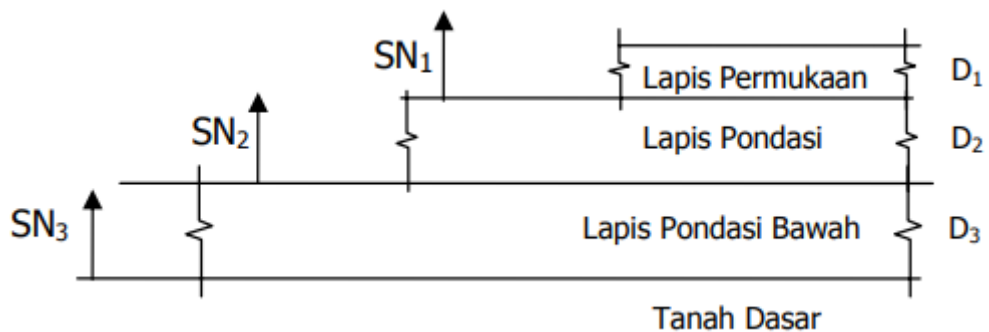 SN₁
Lapis Permukaan
D₁
SN₂
Lapis Pondasi
D₂
SN₃
Lapis Pondasi Bawah
D₃
Tanah Dasar